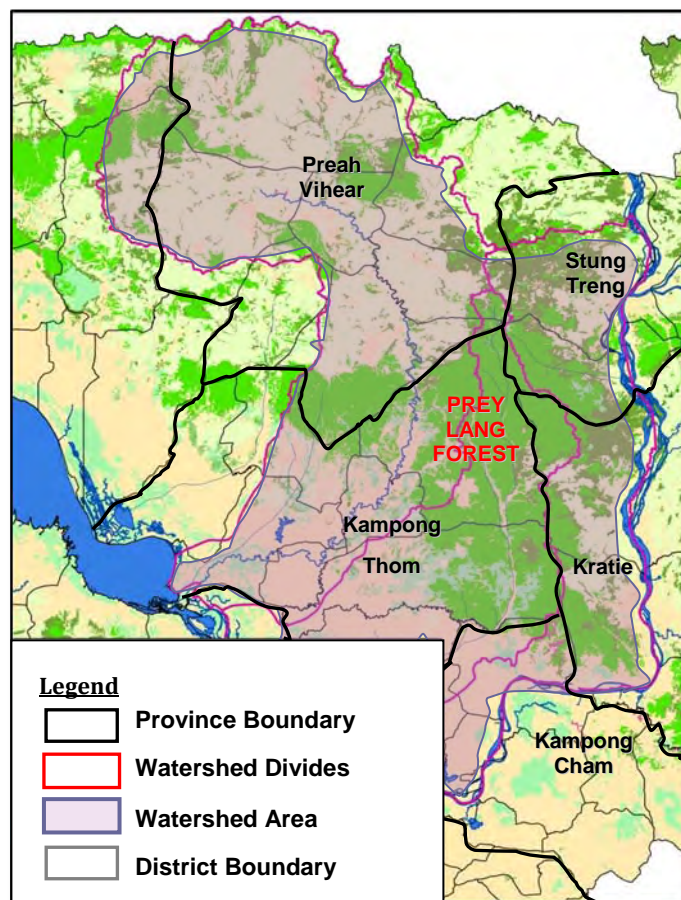 Preah
Vihear
Stung
Treng
PREY
LANG
FOREST
Kampong
Thom
Kratie
Kampong
Cham
Legend
Province Boundary
Watershed Divides
Watershed Area
District Boundary